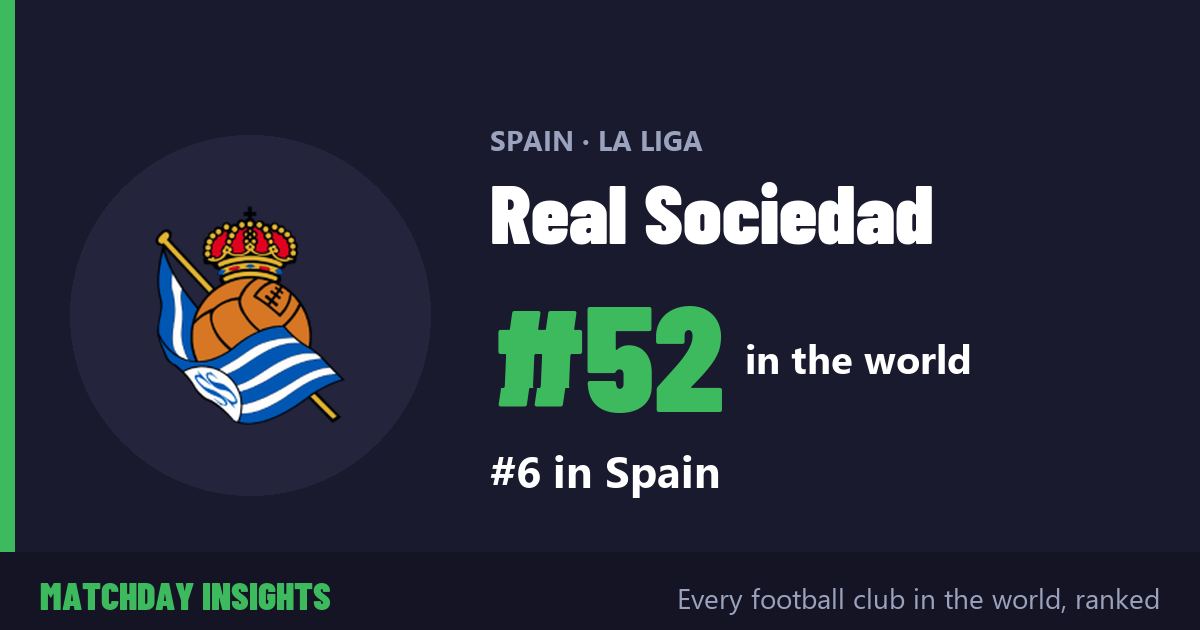 SPAIN · LA LIGA
Real Sociedad
#52 in the world
#6 in Spain
MATCHDAY INSIGHTS
Every football club in the world, ranked